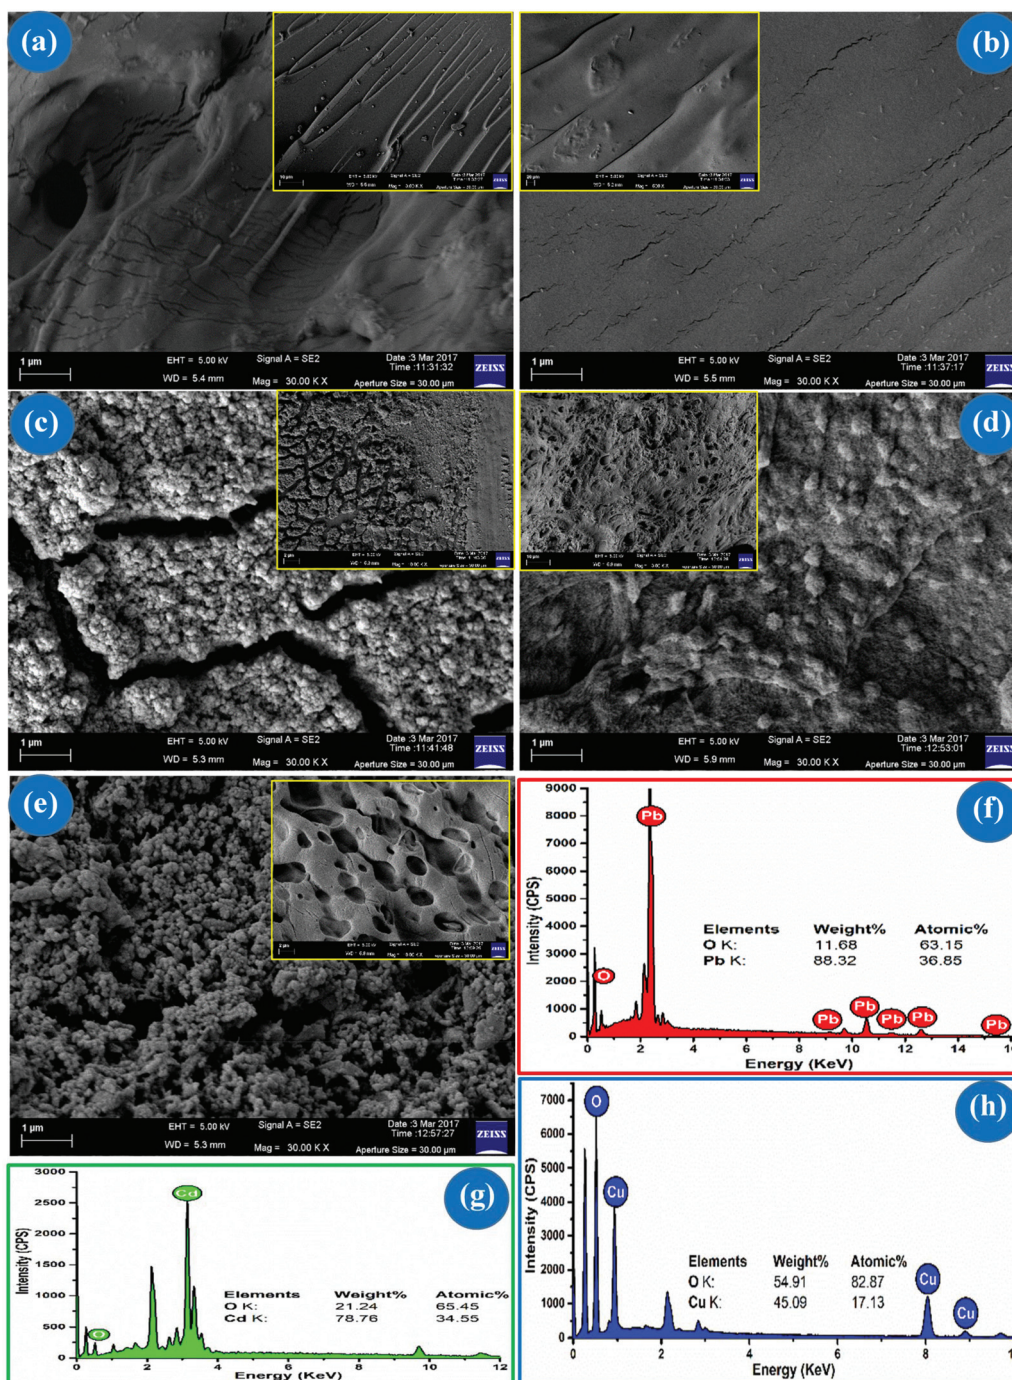 (a)
(b)
1 µm
EHT = 5.00 kV
Signal A = SE2
Date :3 Mar 2017
Time :11:31:32
WD = 5.4 mm
Mag = 30.00 K X
Aperture Size = 30.00 µm
ZEISS
1 µm
EHT = 5.00 kV
Signal A = SE2
Date :3 Mar 2017
Time :11:37:17
WD = 5.5 mm
Mag = 30.00 K X
Aperture Size = 30.00 µm
ZEISS
(c)
(d)
1 µm
EHT = 5.00 kV
Signal A = SE2
Date :3 Mar 2017
Time :11:41:48
WD = 5.3 mm
Mag = 30.00 K X
Aperture Size = 30.00 µm
ZEISS
1 µm
EHT = 5.00 kV
Signal A = SE2
Date :3 Mar 2017
Time :12:53:01
WD = 5.9 mm
Mag = 30.00 K X
Aperture Size = 30.00 µm
ZEISS
(e)
1 µm
EHT = 5.00 kV
Signal A = SE2
Date :3 Mar 2017
Time :12:57:27
WD = 5.3 mm
Mag = 30.00 K X
Aperture Size = 30.00 µm
ZEISS
(f)
9000
8000
7000
6000
5000
4000
3000
2000
1000
0
Intensity (CPS)
Pb
O
Pb
Pb
Pb
Pb
Pb
Elements Weight% Atomic%
O K: 11.68 63.15
Pb K: 88.32 36.85
0 2 4 6 8 10 12 14 16
Energy (KeV)
(g)
3000
2500
2000
1500
1000
500
0
Intensity (CPS)
Cd
O
Elements Weight% Atomic%
O K: 21.24 65.45
Cd K: 78.76 34.55
0 2 4 6 8 10 12
Energy (KeV)
(h)
7000
6000
5000
4000
3000
2000
1000
0
Intensity (CPS)
O
Cu
Cu
Cu
Elements Weight% Atomic%
O K: 54.91 82.87
Cu K: 45.09 17.13
0 2 4 6 8
Energy (KeV)